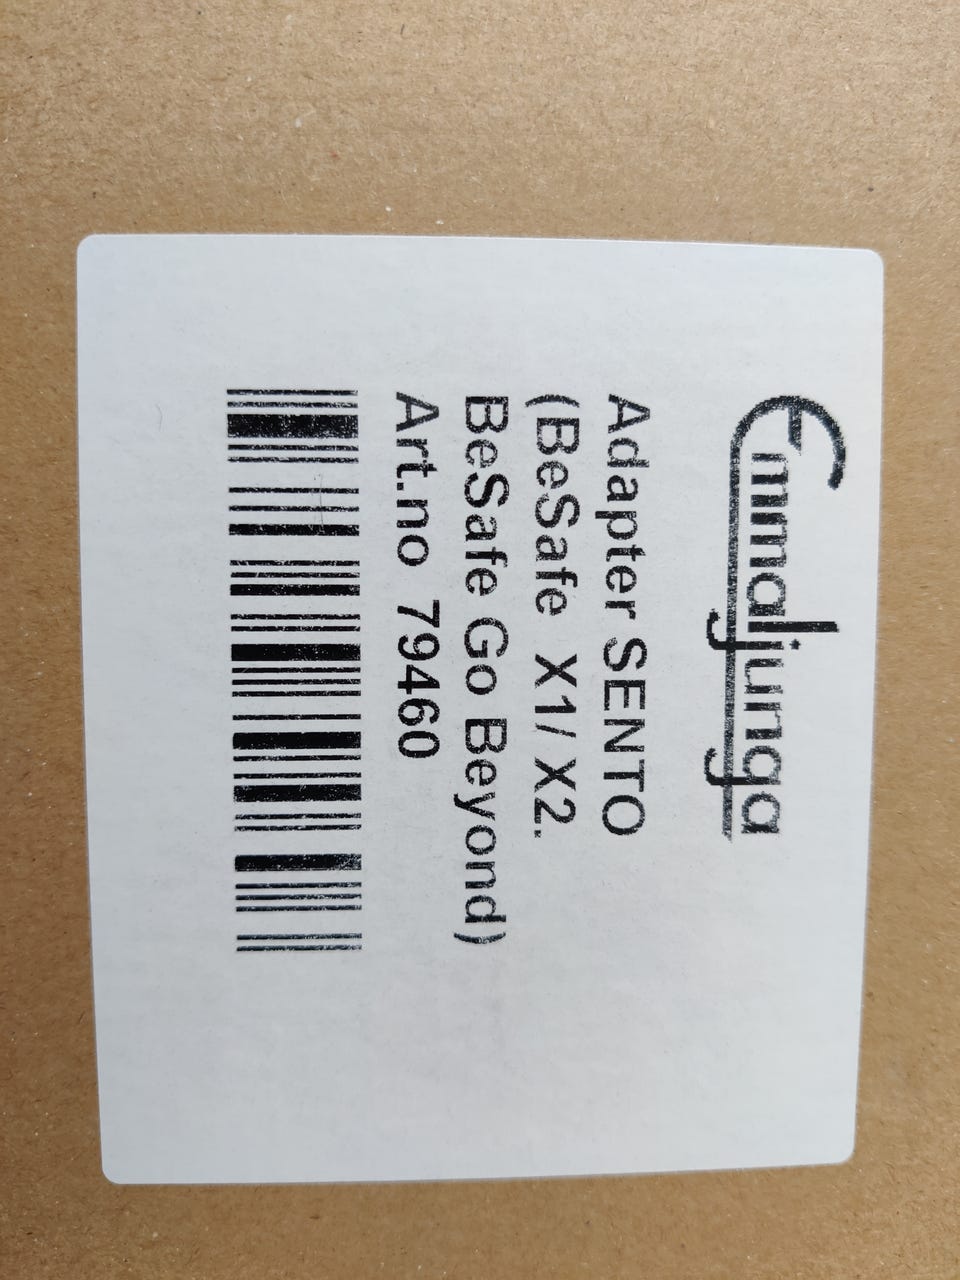 Emmaljunga
Adapter SENTO
(BeSafe X1/ X2.
BeSafe Go Beyond)
Art.no 79460